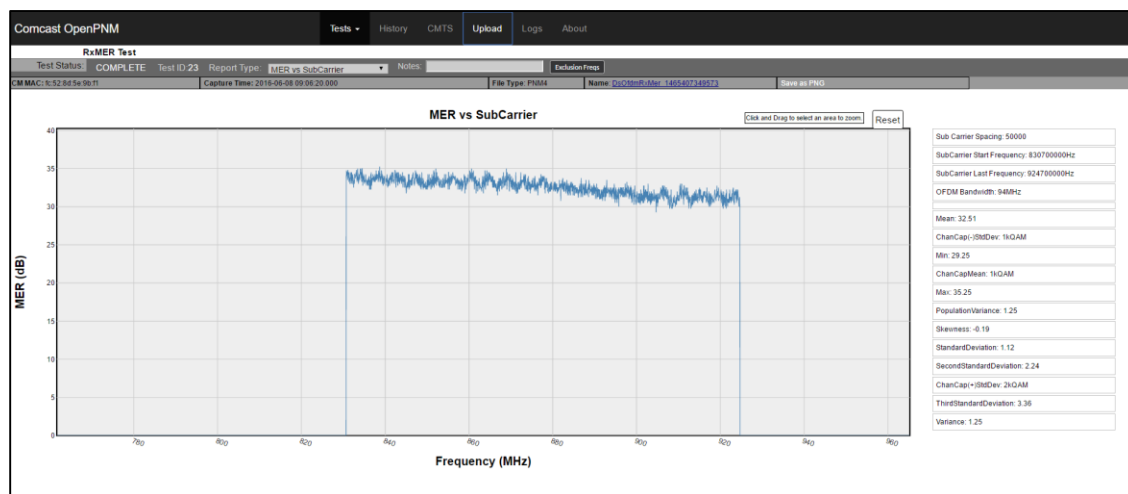 Comcast OpenPNM Tests History CMTS Upload Logs About
RxMER Test
Test Status: COMPLETE Test ID:23 Report Type: MER vs SubCarrier Notes: Exclusion Freqs
CM MAC: fc:52:8d:5e:9b:f1 Capture Time: 2016-06-08 09:06:20.000 File Type: PNM4 Name: DsOfdmRxMer_1465407349573 Save as PNG
MER vs SubCarrier
Click and Drag to select an area to zoom.
Reset
40
35
30
25
20
15
10
5
0
MER (dB)
780 800 820 840 860 880 900 920 940 960
Frequency (MHz)
Sub Carrier Spacing: 50000
SubCarrier Start Frequency: 830700000Hz
SubCarrier Last Frequency: 924700000Hz
OFDM Bandwidth: 94MHz
Mean: 32.51
ChanCap(-)StdDev: 1kQAM
Min: 29.25
ChanCapMean: 1kQAM
Max: 35.25
PopulationVariance: 1.25
Skewness: -0.19
StandardDeviation: 1.12
SecondStandardDeviation: 2.24
ChanCap(+)StdDev: 2kQAM
ThirdStandardDeviation: 3.36
Variance: 1.25